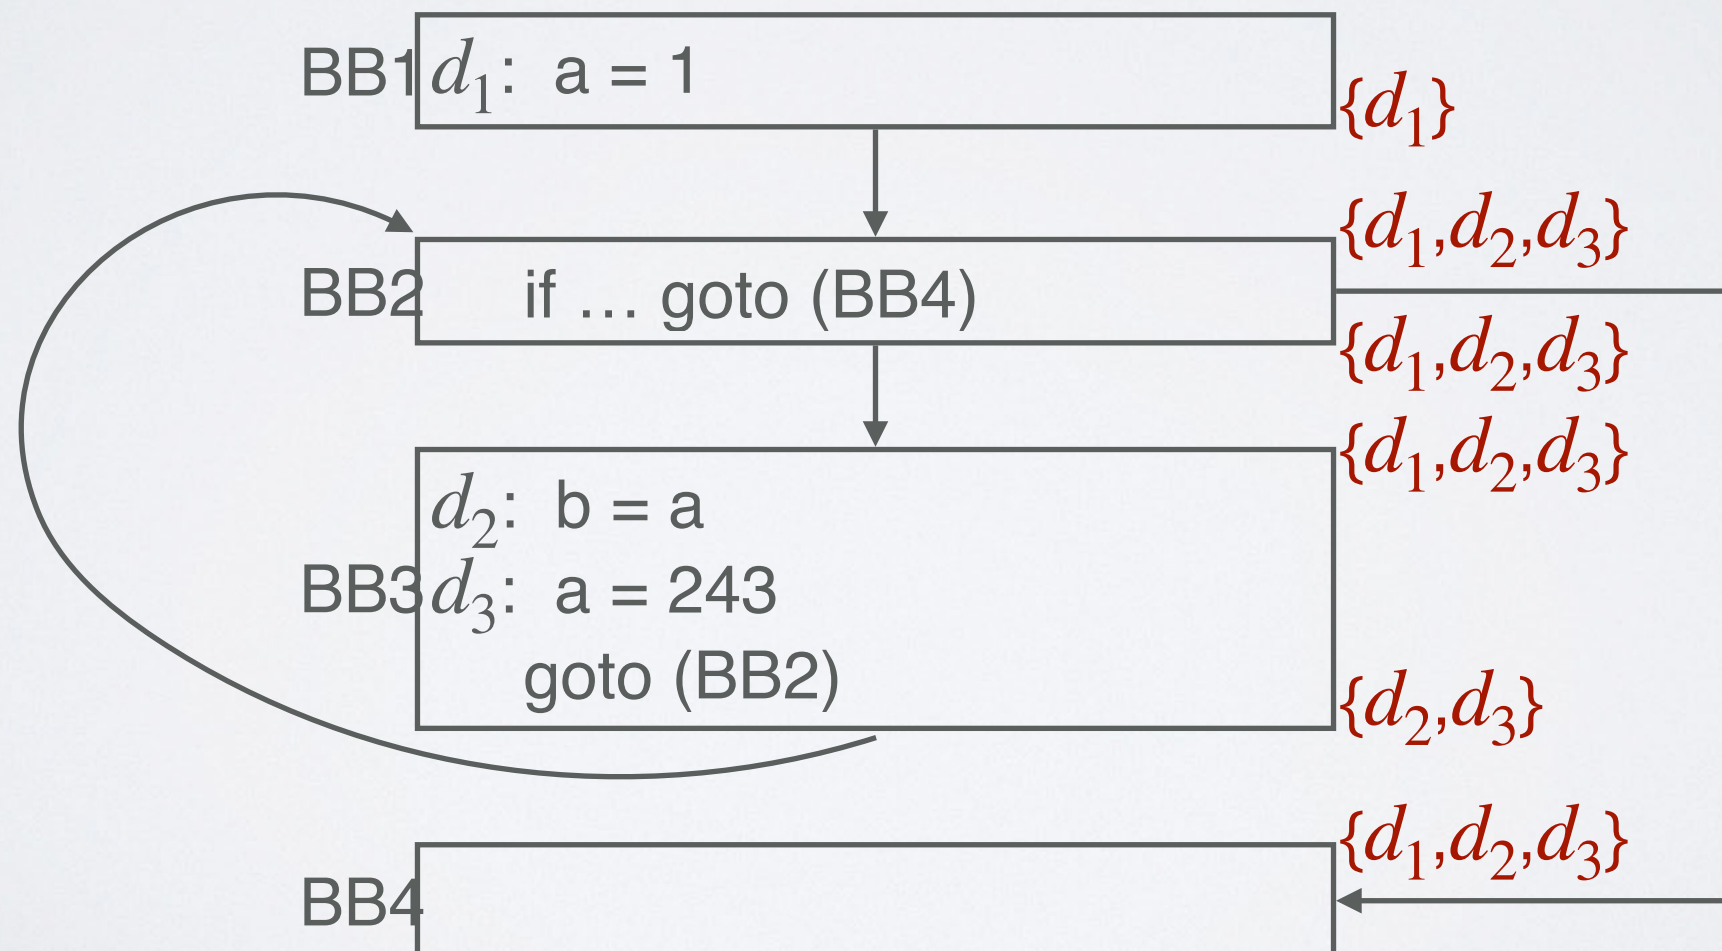 BB1 d₁: a = 1
{d₁}
{d₁,d₂,d₃}
BB2 if … goto (BB4)
{d₁,d₂,d₃}
{d₁,d₂,d₃}
d₂: b = a
BB3 d₃: a = 243
goto (BB2)
{d₂,d₃}
{d₁,d₂,d₃}
BB4